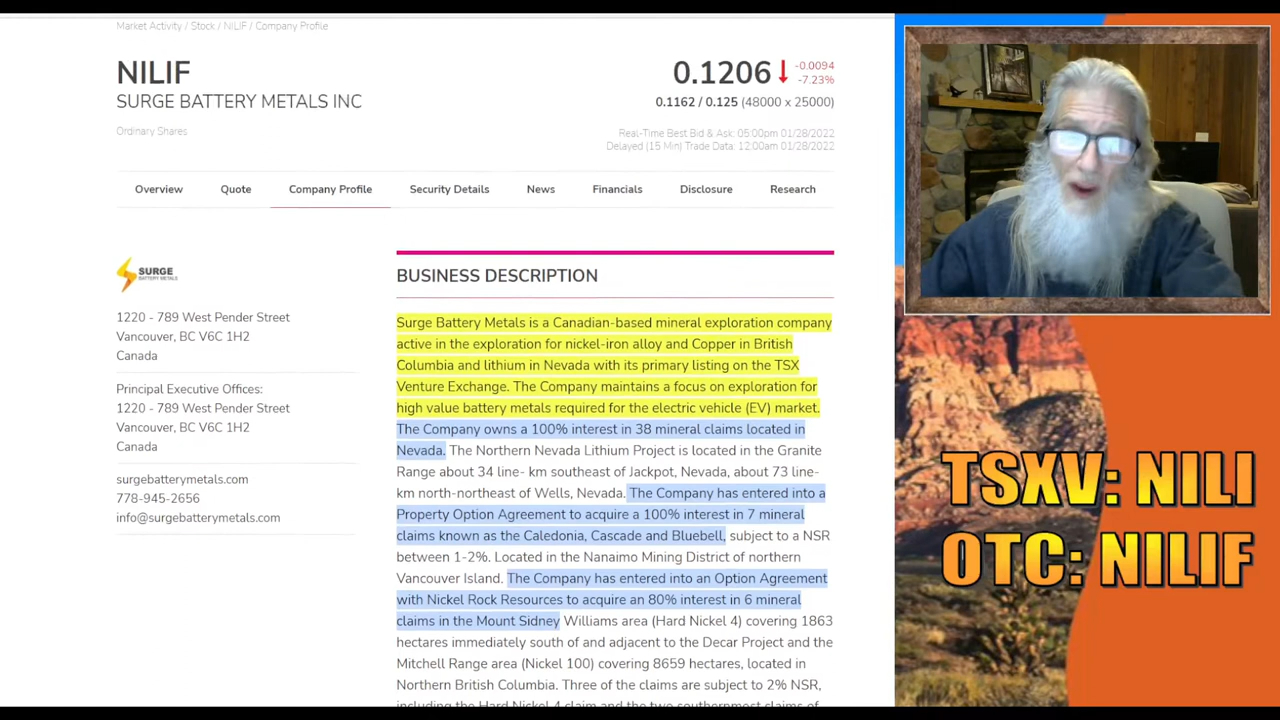 Market Activity / Stock / NILIF / Company Profile
NILIF
SURGE BATTERY METALS INC
Ordinary Shares
0.1206
-0.0094
-7.23%
0.1162 / 0.125 (48000 x 25000)
Real-Time Best Bid & Ask: 05:00pm 01/28/2022
Delayed (15 Min) Trade Data: 12:00am 01/28/2022
Overview Quote Company Profile Security Details News Financials Disclosure Research
SURGE
BATTERY METALS
1220 - 789 West Pender Street
Vancouver, BC V6C 1H2
Canada
Principal Executive Offices:
1220 - 789 West Pender Street
Vancouver, BC V6C 1H2
Canada
surgebatterymetals.com
778-945-2656
info@surgebatterymetals.com
BUSINESS DESCRIPTION
Surge Battery Metals is a Canadian-based mineral exploration company
active in the exploration for nickel-iron alloy and Copper in British
Columbia and lithium in Nevada with its primary listing on the TSX
Venture Exchange. The Company maintains a focus on exploration for
high value battery metals required for the electric vehicle (EV) market.
The Company owns a 100% interest in 38 mineral claims located in
Nevada. The Northern Nevada Lithium Project is located in the Granite
Range about 34 line- km southeast of Jackpot, Nevada, about 73 line-
km north-northeast of Wells, Nevada. The Company has entered into a
Property Option Agreement to acquire a 100% interest in 7 mineral
claims known as the Caledonia, Cascade and Bluebell, subject to a NSR
between 1-2%. Located in the Nanaimo Mining District of northern
Vancouver Island. The Company has entered into an Option Agreement
with Nickel Rock Resources to acquire an 80% interest in 6 mineral
claims in the Mount Sidney Williams area (Hard Nickel 4) covering 1863
hectares immediately south of and adjacent to the Decar Project and the
Mitchell Range area (Nickel 100) covering 8659 hectares, located in
Northern British Columbia. Three of the claims are subject to 2% NSR,
including the Hard Nickel 4 claim and the two southernmost claims of
TSXV: NILI
OTC: NILIF